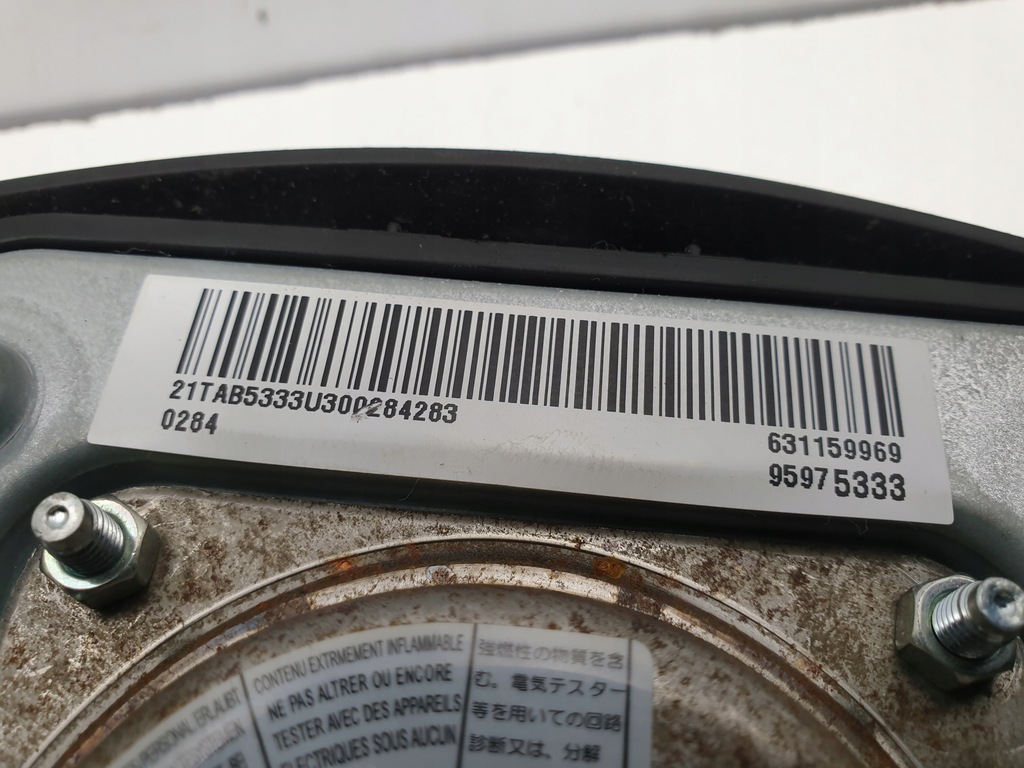 21TAB5333U300284283
0284
631159969
95975333
PERSONAL ERLAUBT
CONTENU EXTRMEMENT INFLAMMABLE
NE PAS ALTRER OU ENCORE
TESTER AVEC DES APPAREILS
ELECTRIQUES SOUS AUCUN
強燃性の物質を含
む。電気テスター
等を用いての回路
診断又は、分解